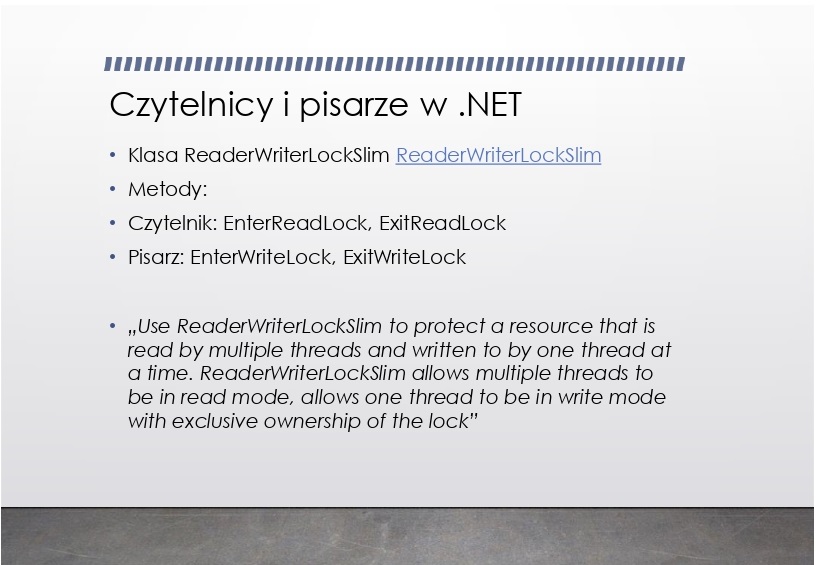 Czytelnicy i pisarze w .NET
• Klasa ReaderWriterLockSlim ReaderWriterLockSlim
• Metody:
• Czytelnik: EnterReadLock, ExitReadLock
• Pisarz: EnterWriteLock, ExitWriteLock
• „Use ReaderWriterLockSlim to protect a resource that is
read by multiple threads and written to by one thread at
a time. ReaderWriterLockSlim allows multiple threads to
be in read mode, allows one thread to be in write mode
with exclusive ownership of the lock”